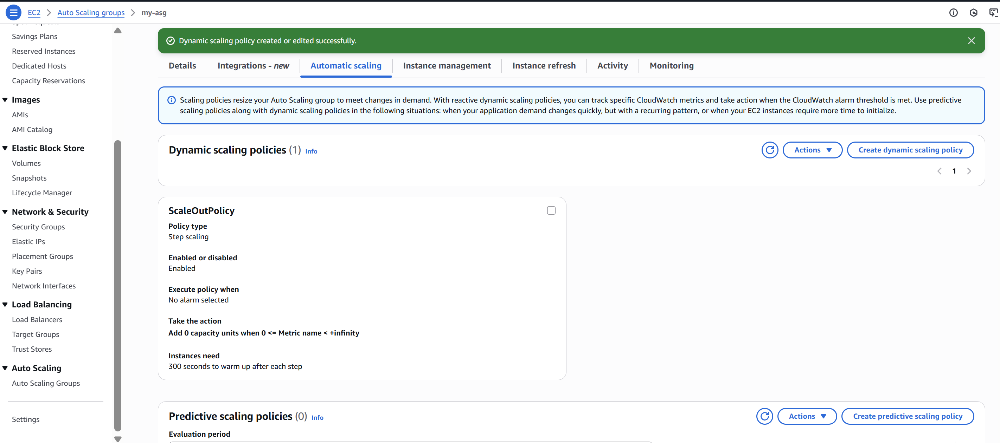 EC2 > Auto Scaling groups > my-asg
Spot Requests
Savings Plans
Reserved Instances
Dedicated Hosts
Capacity Reservations
Images
AMIs
AMI Catalog
Elastic Block Store
Volumes
Snapshots
Lifecycle Manager
Network & Security
Security Groups
Elastic IPs
Placement Groups
Key Pairs
Network Interfaces
Load Balancing
Load Balancers
Target Groups
Trust Stores
Auto Scaling
Auto Scaling Groups
Settings
Dynamic scaling policy created or edited successfully.
Details
Integrations - new
Automatic scaling
Instance management
Instance refresh
Activity
Monitoring
Scaling policies resize your Auto Scaling group to meet changes in demand. With reactive dynamic scaling policies, you can track specific CloudWatch metrics and take action when the CloudWatch alarm threshold is met. Use predictive
scaling policies along with dynamic scaling policies in the following situations: when your application demand changes quickly, but with a recurring pattern, or when your EC2 instances require more time to initialize.
Dynamic scaling policies (1) Info
Actions
Create dynamic scaling policy
1
ScaleOutPolicy
Policy type
Step scaling
Enabled or disabled
Enabled
Execute policy when
No alarm selected
Take the action
Add 0 capacity units when 0 <= Metric name < +infinity
Instances need
300 seconds to warm up after each step
Predictive scaling policies (0) Info
Actions
Create predictive scaling policy
Evaluation period